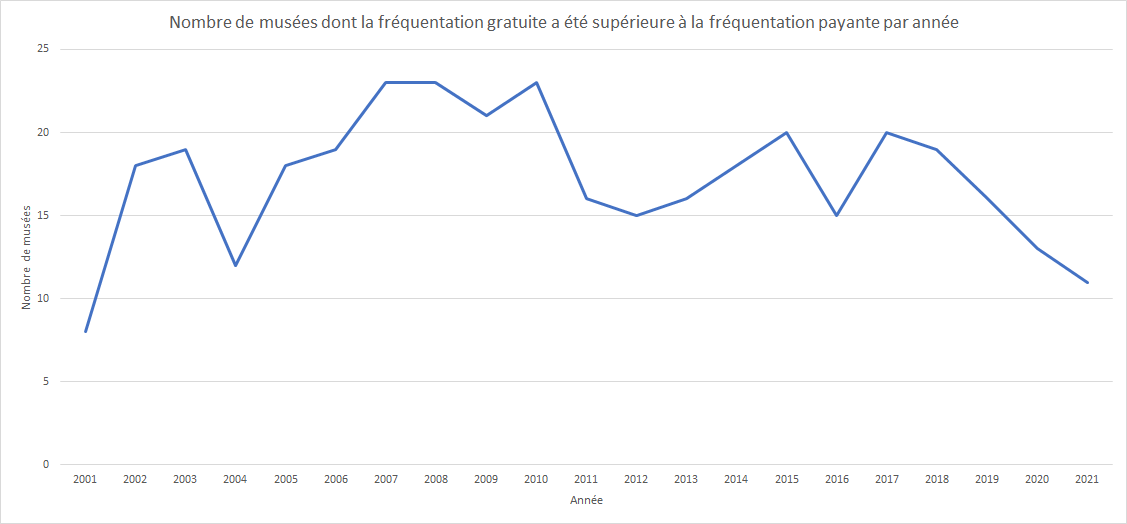 Nombre de musées dont la fréquentation gratuite a été supérieure à la fréquentation payante par année
25
20
15
10
5
0
Nombre de musées
2001 2002 2003 2004 2005 2006 2007 2008 2009 2010 2011 2012 2013 2014 2015 2016 2017 2018 2019 2020 2021
Année